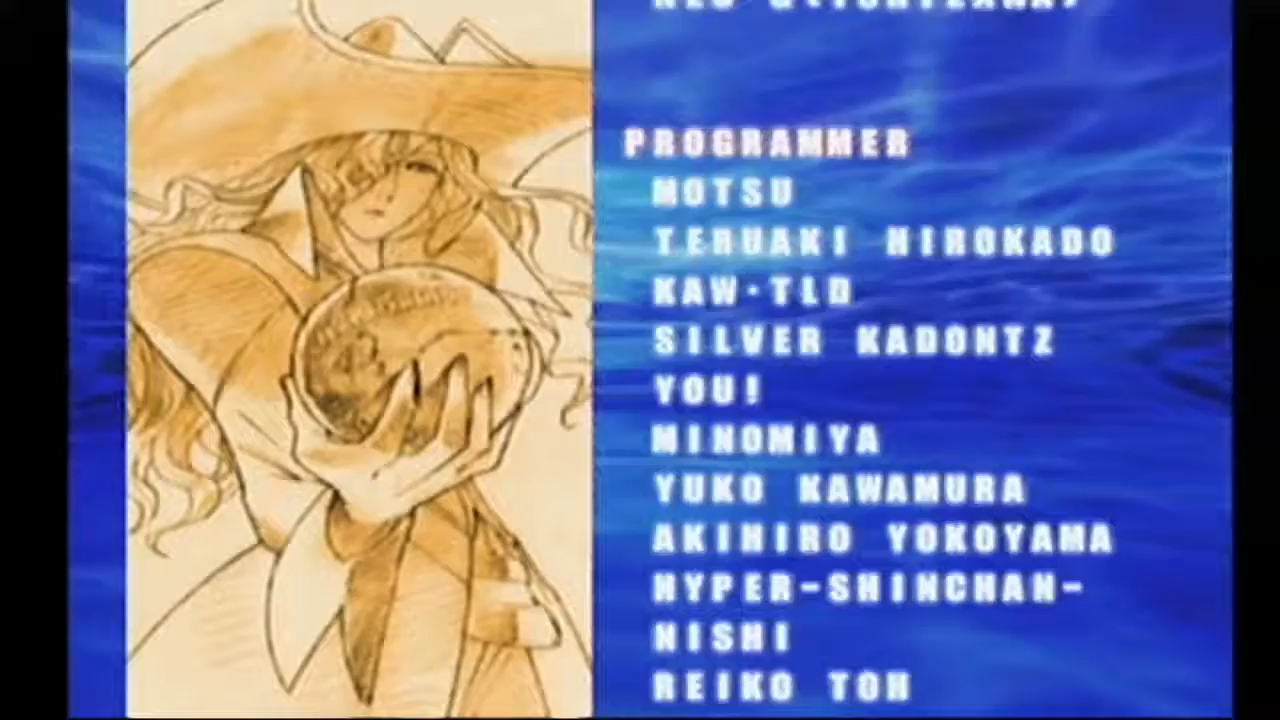 PROGRAMMER
MOTSU
TERUAKI HIROKADO
KAW·TLD
SILVER KADONTZ
YOU!
MINOMIYA
YUKO KAWAMURA
AKIHIRO YOKOYAMA
HYPER-SHINCHAN-
NISHI
REIKO TOH